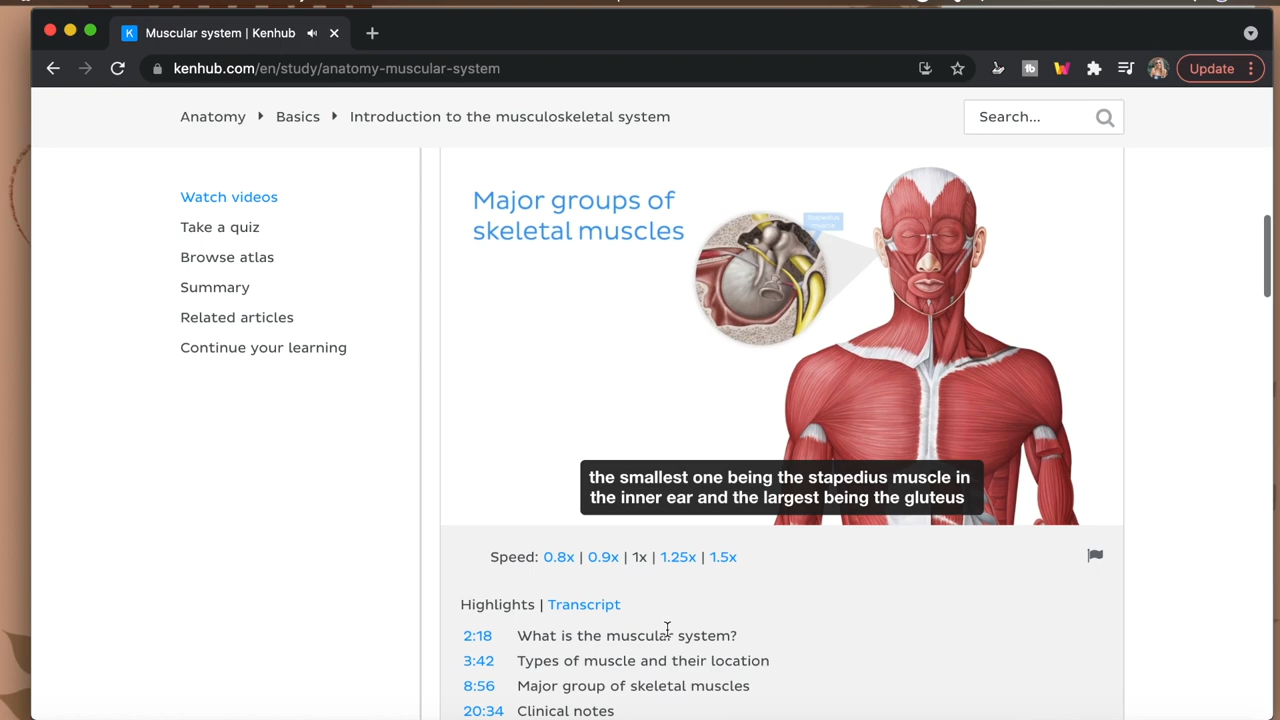 Muscular system | Kenhub
kenhub.com/en/study/anatomy-muscular-system
Update
Anatomy Basics Introduction to the musculoskeletal system
Search...
Watch videos
Take a quiz
Browse atlas
Summary
Related articles
Continue your learning
Major groups of
skeletal muscles
the smallest one being the stapedius muscle in
the inner ear and the largest being the gluteus
Speed: 0.8x | 0.9x | 1x | 1.25x | 1.5x
Highlights | Transcript
2:18 What is the muscular system?
3:42 Types of muscle and their location
8:56 Major group of skeletal muscles
20:34 Clinical notes